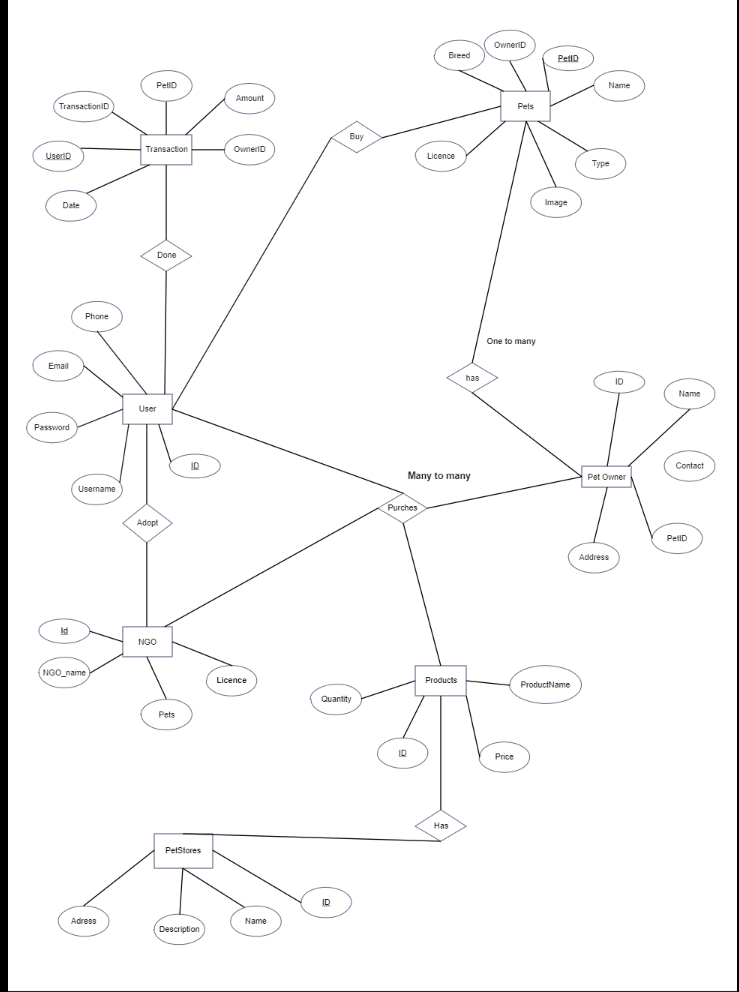 OwnerID
Breed
PetID
Name
Pets
Licence
Type
Image
PetID
Amount
TransactionID
Transaction
OwnerID
UserID
Date
Buy
Done
Phone
Email
User
Password
Username
ID
One to many
has
ID
Name
Contact
Pet Owner
PetID
Address
Many to many
Purches
Adopt
Id
NGO
NGO_name
Licence
Pets
Products
ProductName
Quantity
ID
Price
Has
PetStores
ID
Adress
Description
Name